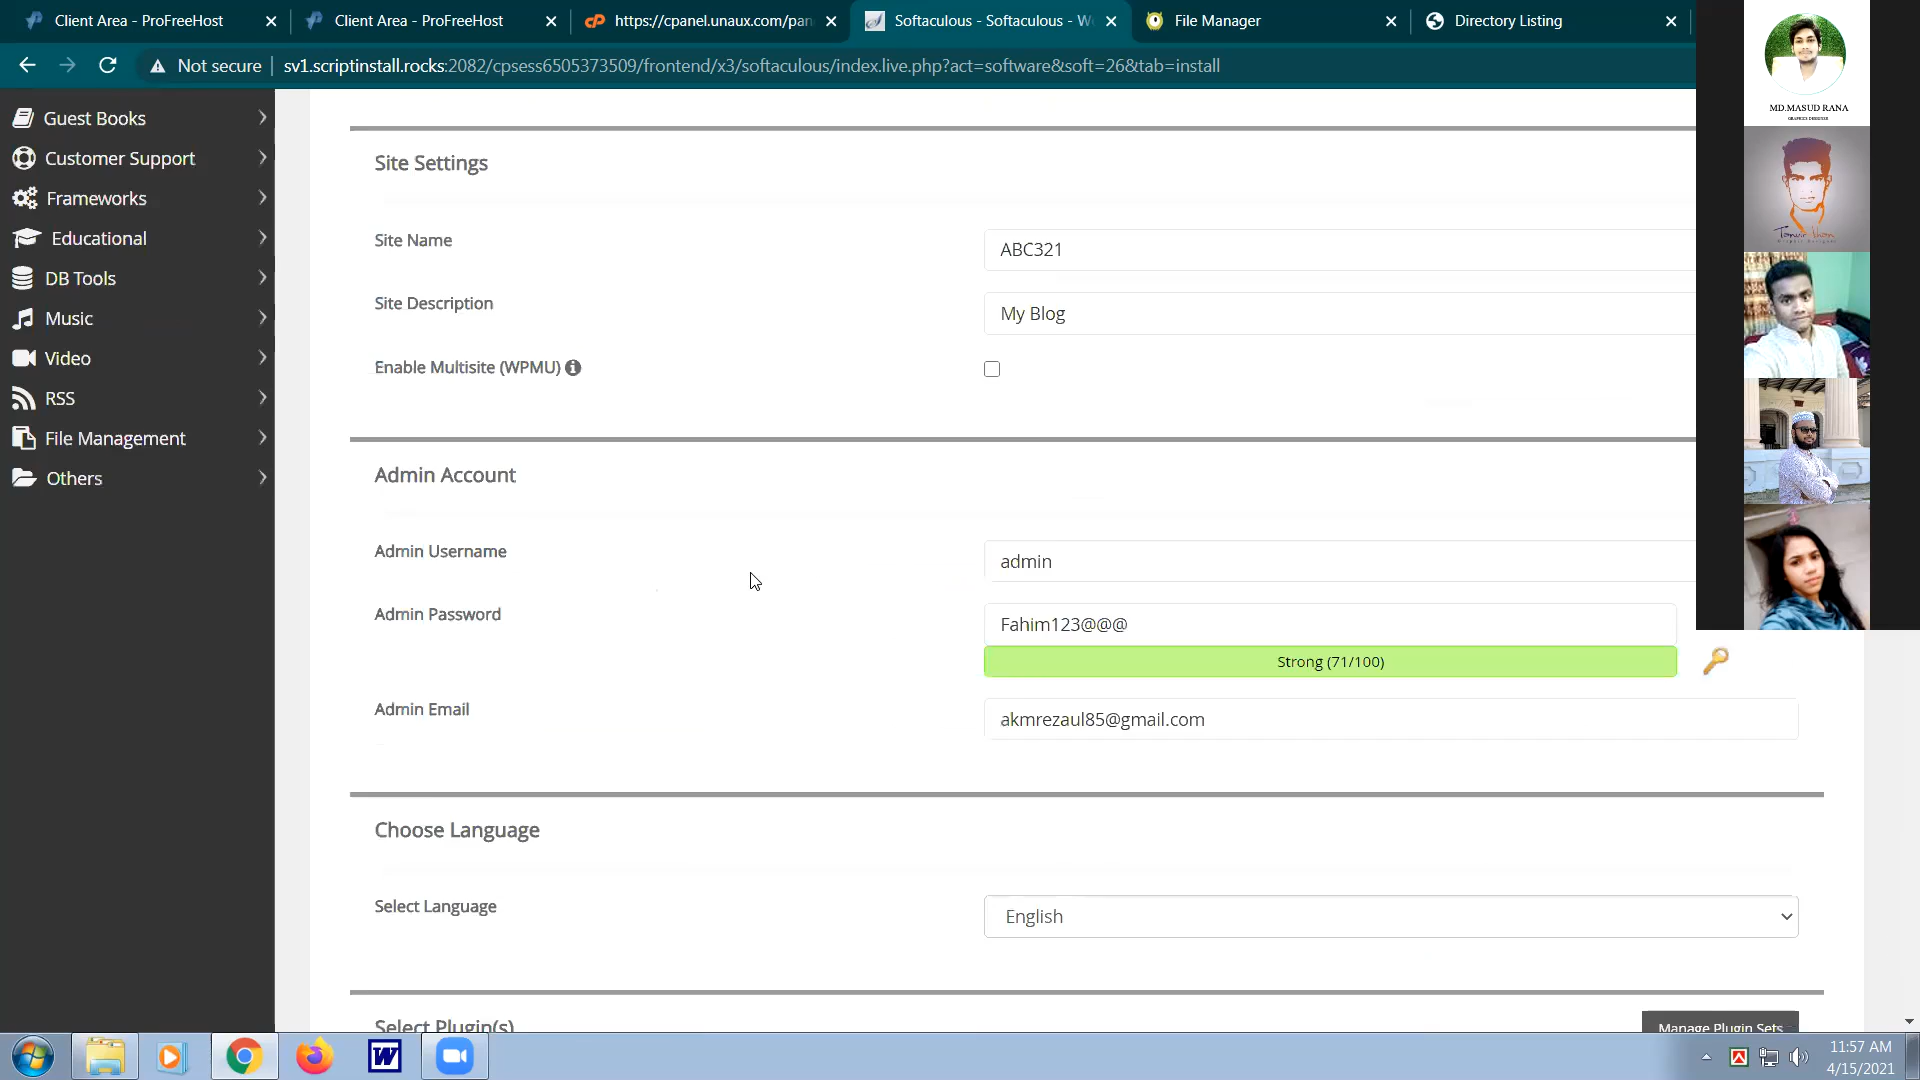 Client Area - ProFreeHost
Client Area - ProFreeHost
https://cpanel.unaux.com/pan
Softaculous - Softaculous - W
File Manager
Directory Listing
Not secure
sv1.scriptinstall.rocks:2082/cpsess6505373509/frontend/x3/softaculous/index.live.php?act=software&soft=26&tab=install
MD.MASUD RANA
GRAPHICS DESIGNER
Guest Books
Customer Support
Frameworks
Educational
DB Tools
Music
Video
RSS
File Management
Others
Site Settings
Site Name
ABC321
Site Description
My Blog
Enable Multisite (WPMU)
Admin Account
Admin Username
admin
Admin Password
Fahim123@@@
Strong (71/100)
Admin Email
akmrezaul85@gmail.com
Choose Language
Select Language
English
Select Plugin(s)
Manage Plugin Sets
11:57 AM
4/15/2021